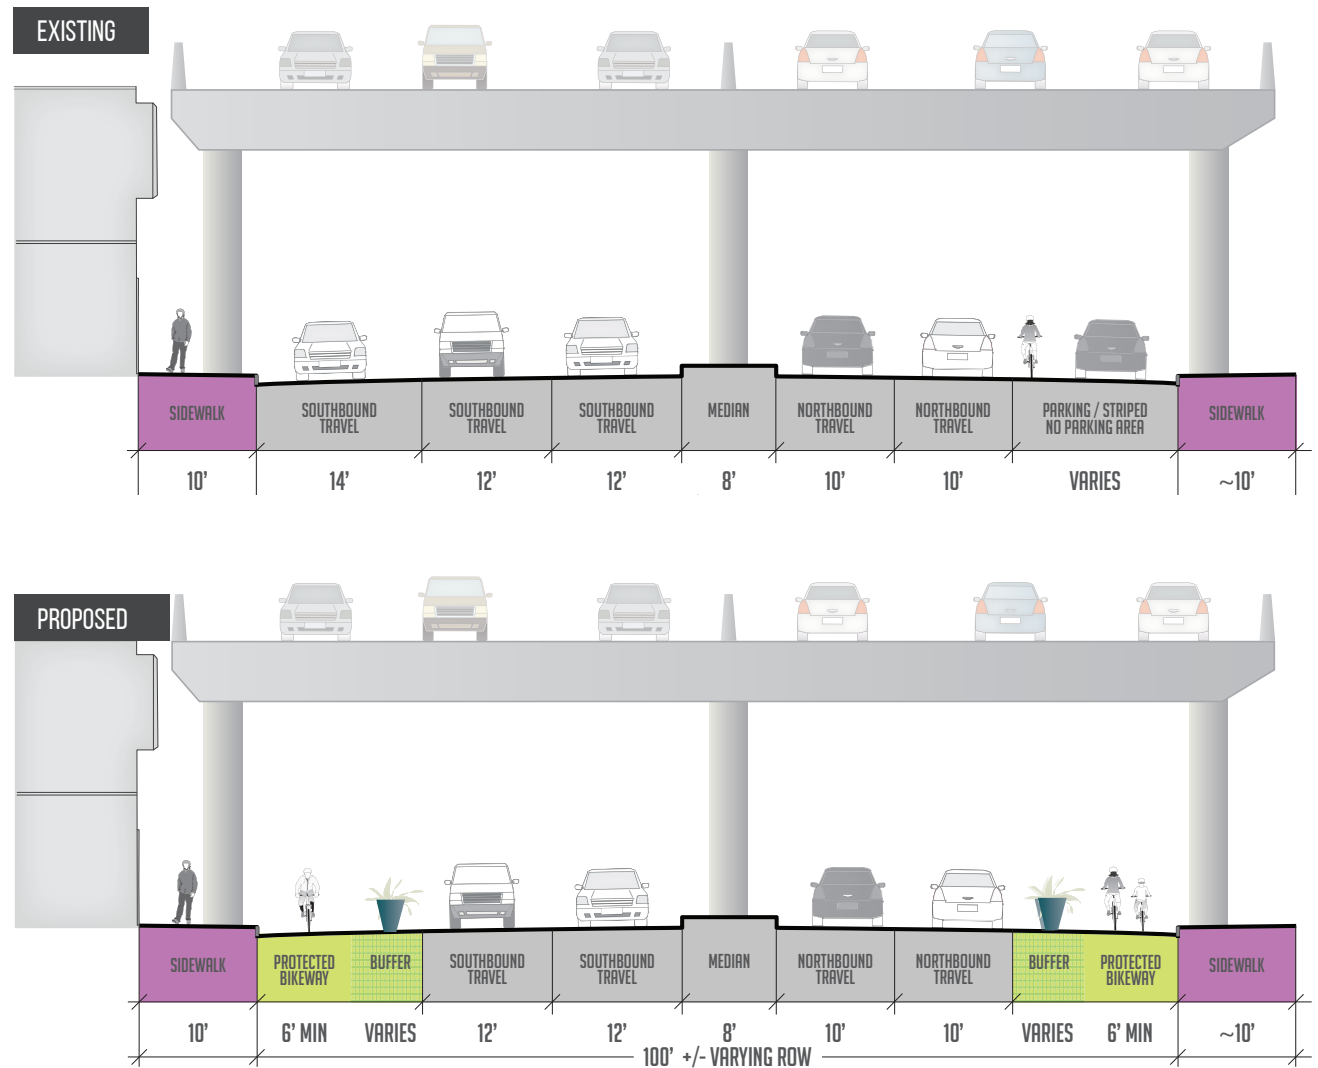 EXISTING
SIDEWALK
SOUTHBOUND
TRAVEL
SOUTHBOUND
TRAVEL
SOUTHBOUND
TRAVEL
MEDIAN
NORTHBOUND
TRAVEL
NORTHBOUND
TRAVEL
PARKING / STRIPED
NO PARKING AREA
SIDEWALK
10' 14' 12' 12' 8' 10' 10' VARIES ~10'
PROPOSED
SIDEWALK
PROTECTED
BIKEWAY
BUFFER
SOUTHBOUND
TRAVEL
SOUTHBOUND
TRAVEL
MEDIAN
NORTHBOUND
TRAVEL
NORTHBOUND
TRAVEL
BUFFER
PROTECTED
BIKEWAY
SIDEWALK
10' 6' MIN VARIES 12' 12' 8' 10' 10' VARIES 6' MIN ~10'
100' +/- VARYING ROW